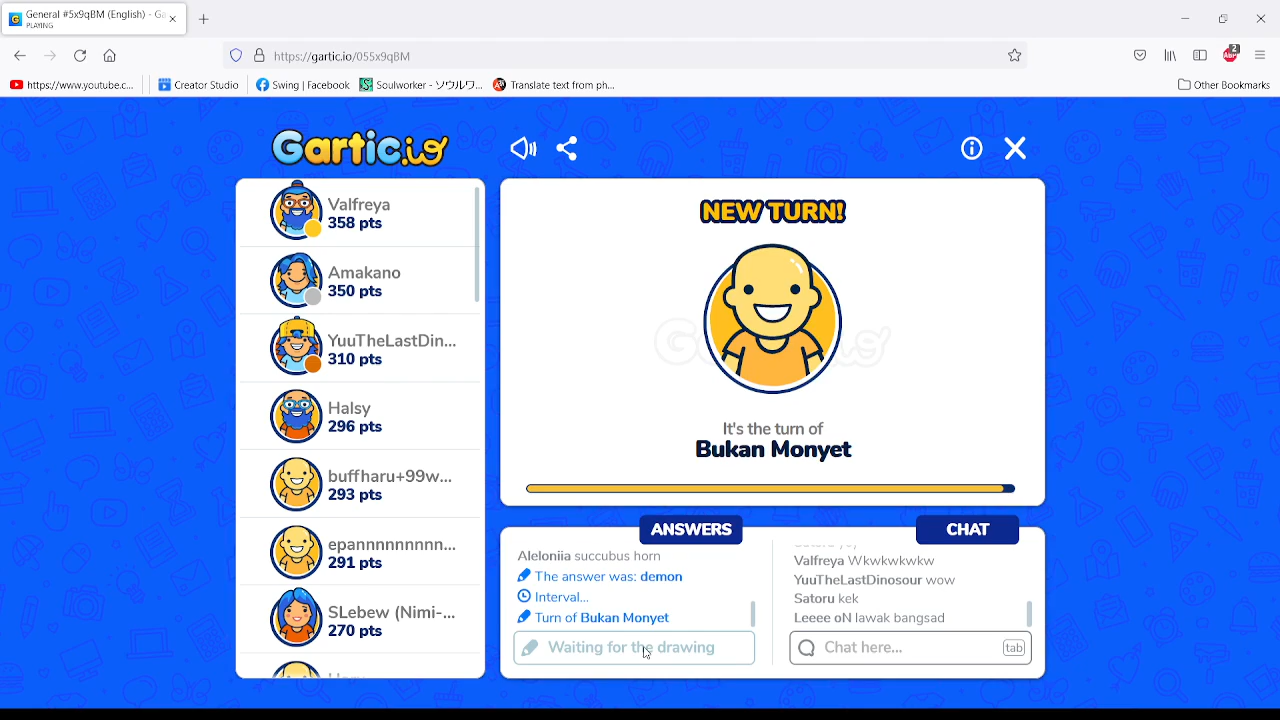 General #5x9qBM (English) - Ga
PLAYING
https://gartic.io/055x9qBM
2
https://www.youtube.c...
Creator Studio
Swing | Facebook
Soulworker - ソウルワ...
Translate text from ph...
Other Bookmarks
Gartic.io
Valfreya
358 pts
Amakano
350 pts
YuuTheLastDin...
310 pts
Halsy
296 pts
buffharu+99w...
293 pts
epannnnnnnnn...
291 pts
SLebew (Nimi-...
270 pts
NEW TURN!
It's the turn of
Bukan Monyet
ANSWERS
Aleloniia succubus horn
The answer was: demon
Interval...
Turn of Bukan Monyet
Waiting for the drawing
CHAT
Valfreya Wkwkwkwkw
YuuTheLastDinosour wow
Satoru kek
Leeee oN lawak bangsad
Chat here...
tab